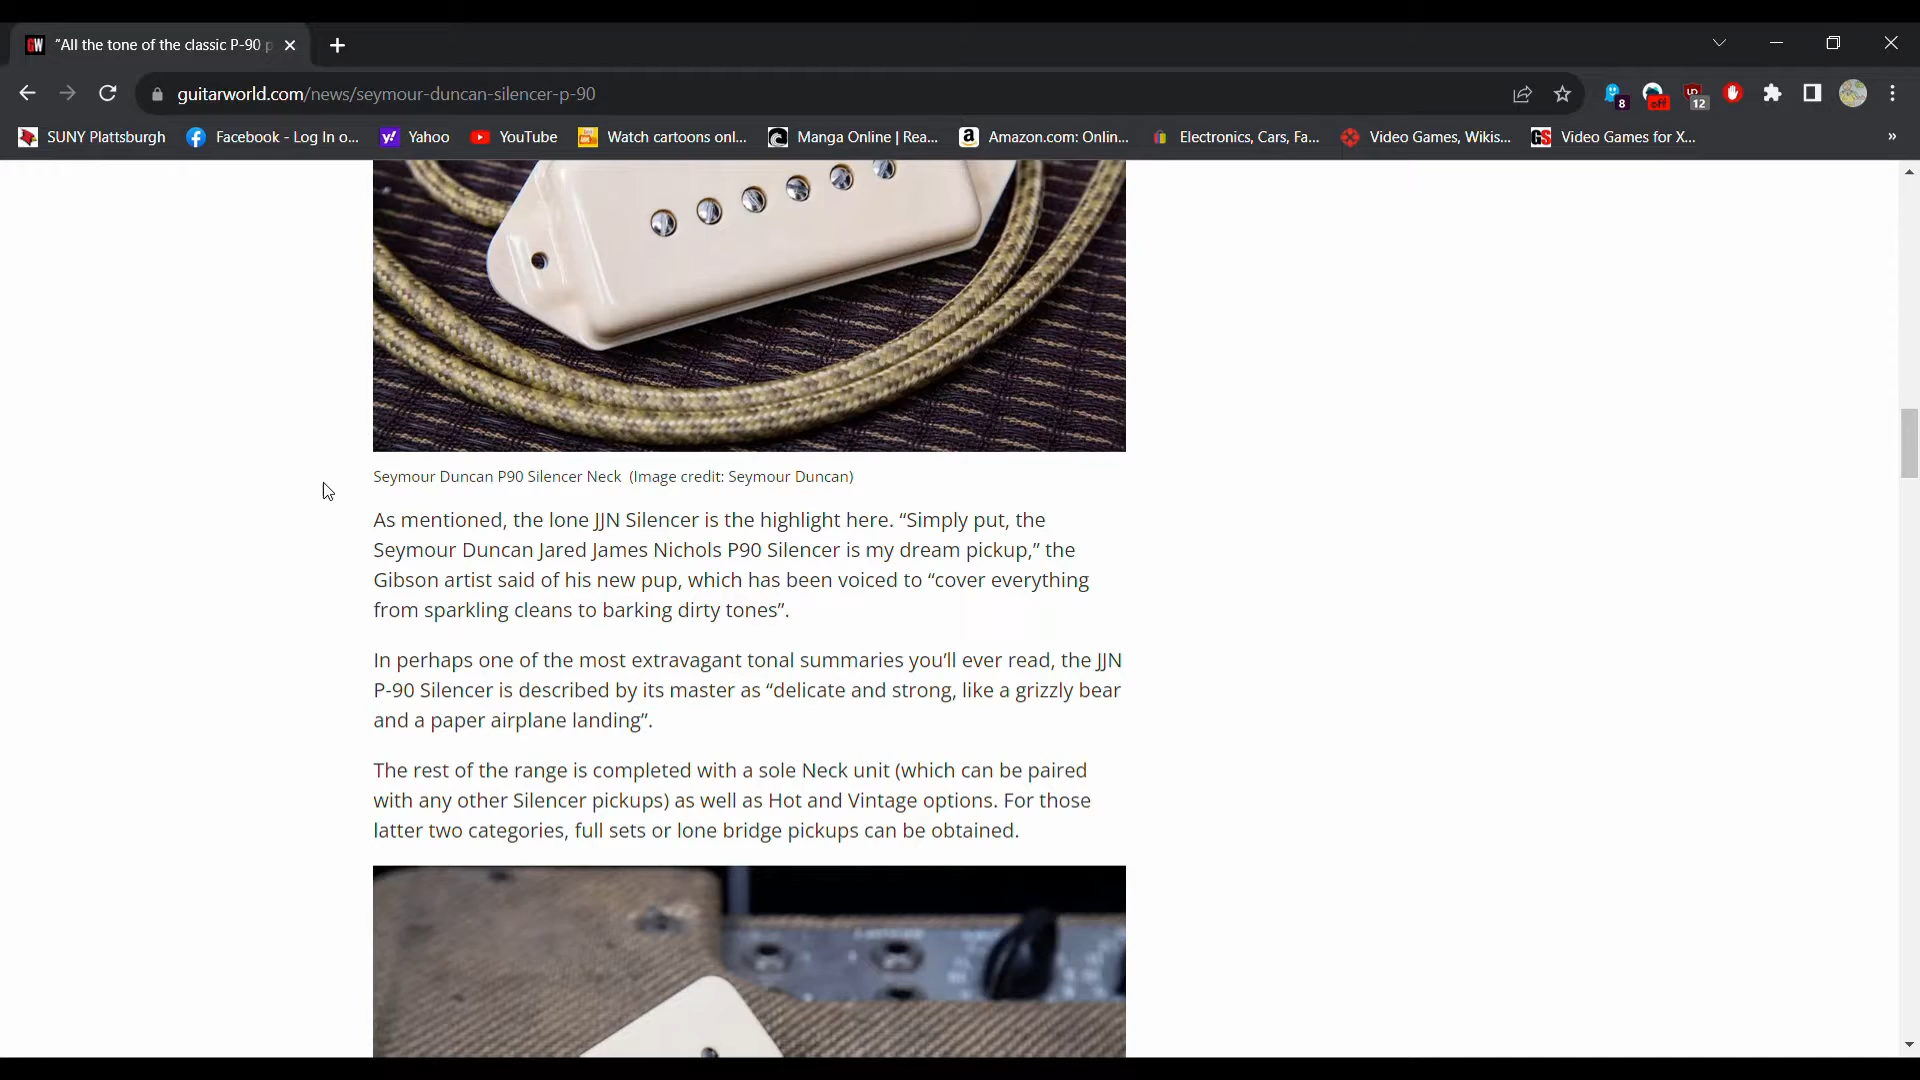 GW "All the tone of the classic P-90 p
guitarworld.com/news/seymour-duncan-silencer-p-90
8 off 12
SUNY Plattsburgh Facebook - Log In o... Yahoo YouTube Watch cartoons onl... Manga Online | Rea... Amazon.com: Onlin... Electronics, Cars, Fa... Video Games, Wikis... GS Video Games for X... »
Seymour Duncan P90 Silencer Neck (Image credit: Seymour Duncan)
As mentioned, the lone JJN Silencer is the highlight here. “Simply put, the
Seymour Duncan Jared James Nichols P90 Silencer is my dream pickup,” the
Gibson artist said of his new pup, which has been voiced to “cover everything
from sparkling cleans to barking dirty tones”.
In perhaps one of the most extravagant tonal summaries you’ll ever read, the JJN
P-90 Silencer is described by its master as “delicate and strong, like a grizzly bear
and a paper airplane landing”.
The rest of the range is completed with a sole Neck unit (which can be paired
with any other Silencer pickups) as well as Hot and Vintage options. For those
latter two categories, full sets or lone bridge pickups can be obtained.